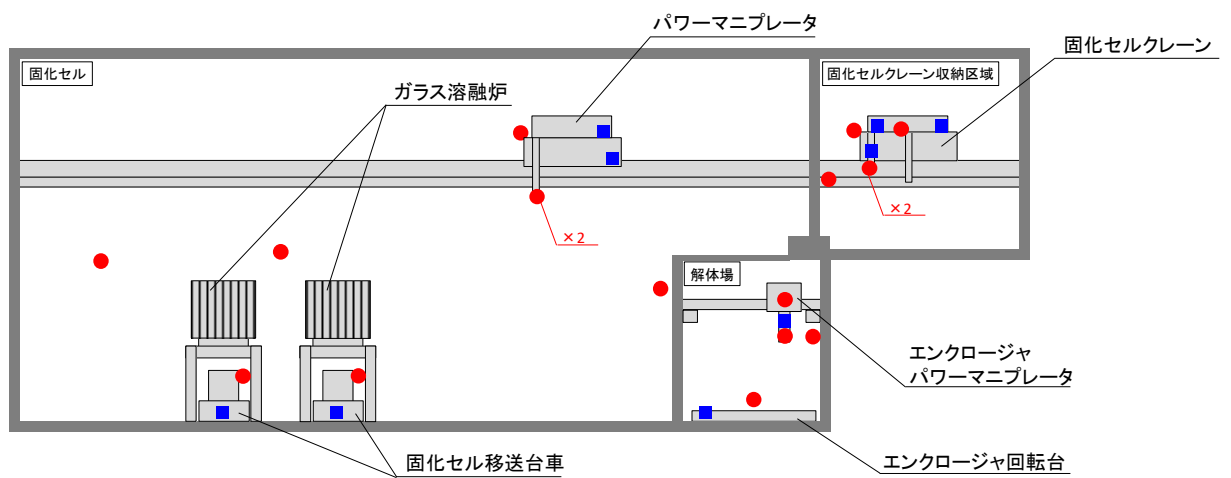 パワーマニプレータ
固化セルクレーン
固化セル
固化セルクレーン収納区域
ガラス溶融炉
×2
×2
解体場
エンクロージャ
パワーマニプレータ
固化セル移送台車
エンクロージャ回転台